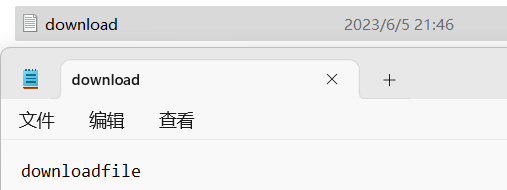 download 2023/6/5 21:46
download
文件 编辑 查看
downloadfile